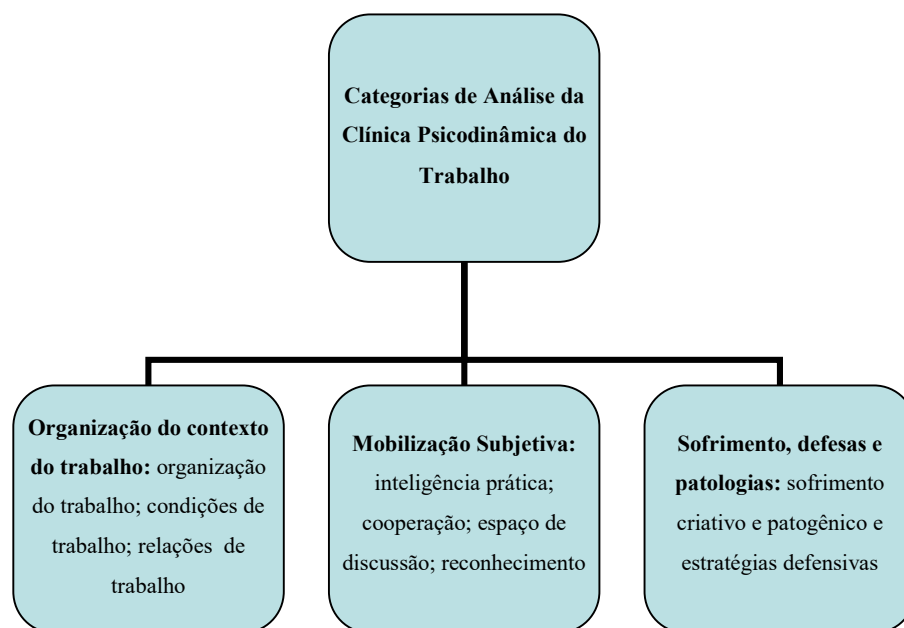 Categorias de Análise da
Clínica Psicodinâmica do
Trabalho
Organização do contexto
do trabalho: organização
do trabalho; condições de
trabalho; relações de
trabalho
Mobilização Subjetiva:
inteligência prática;
cooperação; espaço de
discussão; reconhecimento
Sofrimento, defesas e
patologias: sofrimento
criativo e patogênico e
estratégias defensivas